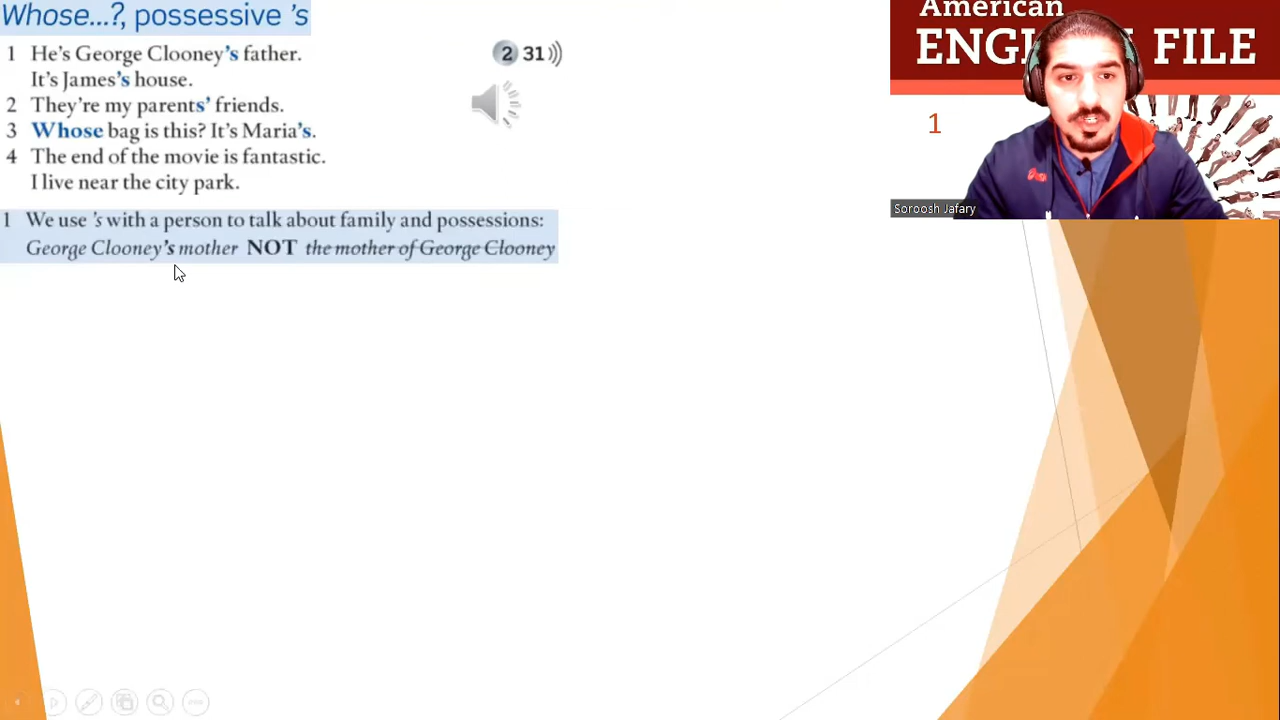 Whose...?, possessive 's
1 He's George Clooney's father.
It's James's house.
2 They're my parents' friends.
3 Whose bag is this? It's Maria's.
4 The end of the movie is fantastic.
I live near the city park.
2 31
1 We use 's with a person to talk about family and possessions:
George Clooney's mother NOT the mother of George Clooney
American
ENGLISH FILE
1
Soroosh Jafary